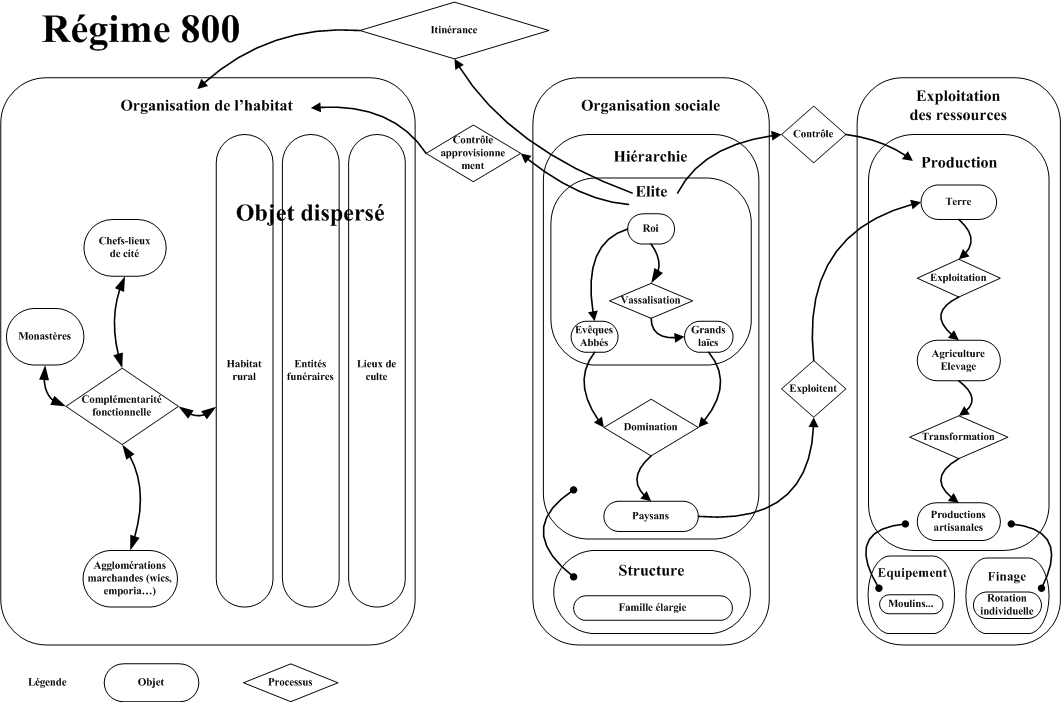 Régime 800
Itinérance
Organisation de l'habitat
Objet dispersé
Chefs-lieux
de cité
Monastères
Complémentarité
fonctionnelle
Agglomérations
marchandes (wics,
emporia…)
Habitat
rural
Entités
funéraires
Lieux de
culte
Contrôle
approvisionne
ment
Organisation sociale
Hiérarchie
Elite
Roi
Vassalisation
Evêques
Abbés
Grands
laïcs
Domination
Paysans
Structure
Famille élargie
Contrôle
Exploitent
Exploitation
des ressources
Production
Terre
Exploitation
Agriculture
Elevage
Transformation
Productions
artisanales
Equipement
Moulins...
Finage
Rotation
individuelle
Légende
Objet
Processus